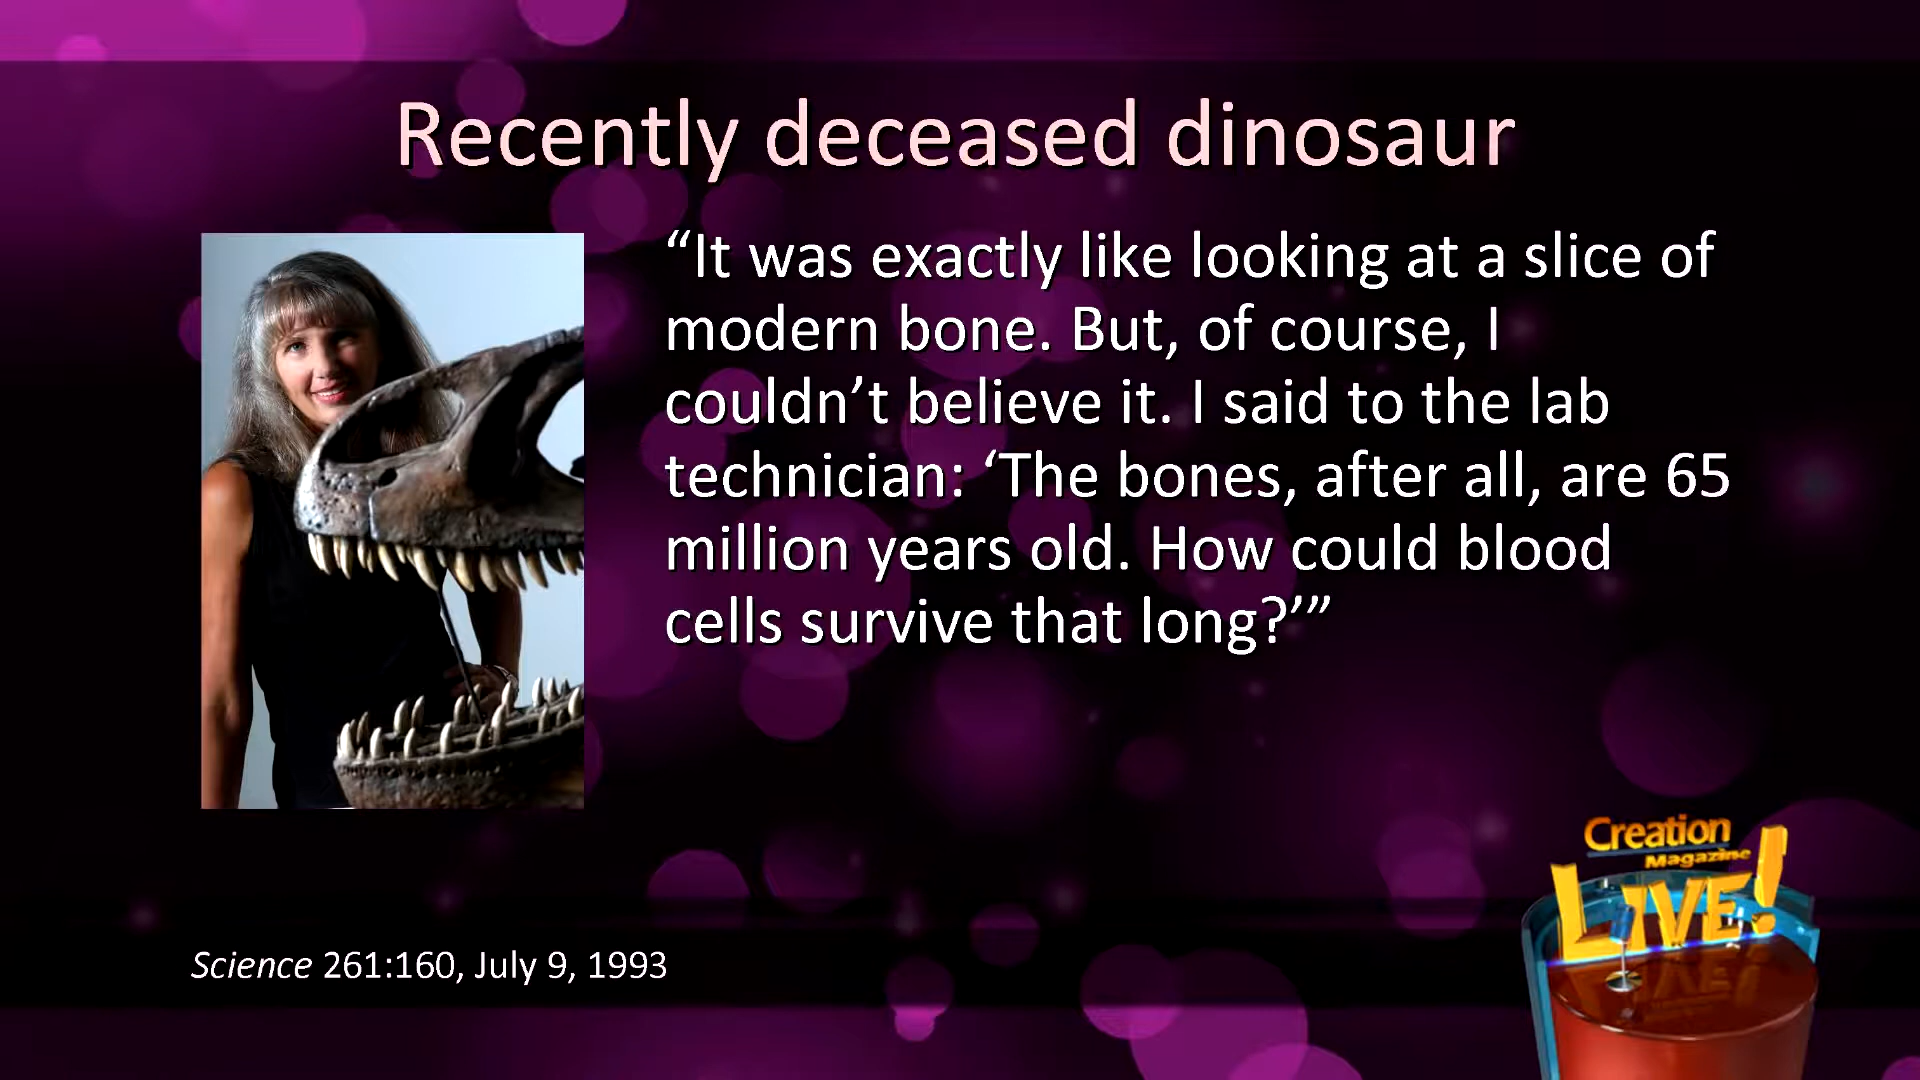 Recently deceased dinosaur
“It was exactly like looking at a slice of
modern bone. But, of course, I
couldn’t believe it. I said to the lab
technician: ‘The bones, after all, are 65
million years old. How could blood
cells survive that long?’”
Science 261:160, July 9, 1993
Creation
Magazine
LIVE!